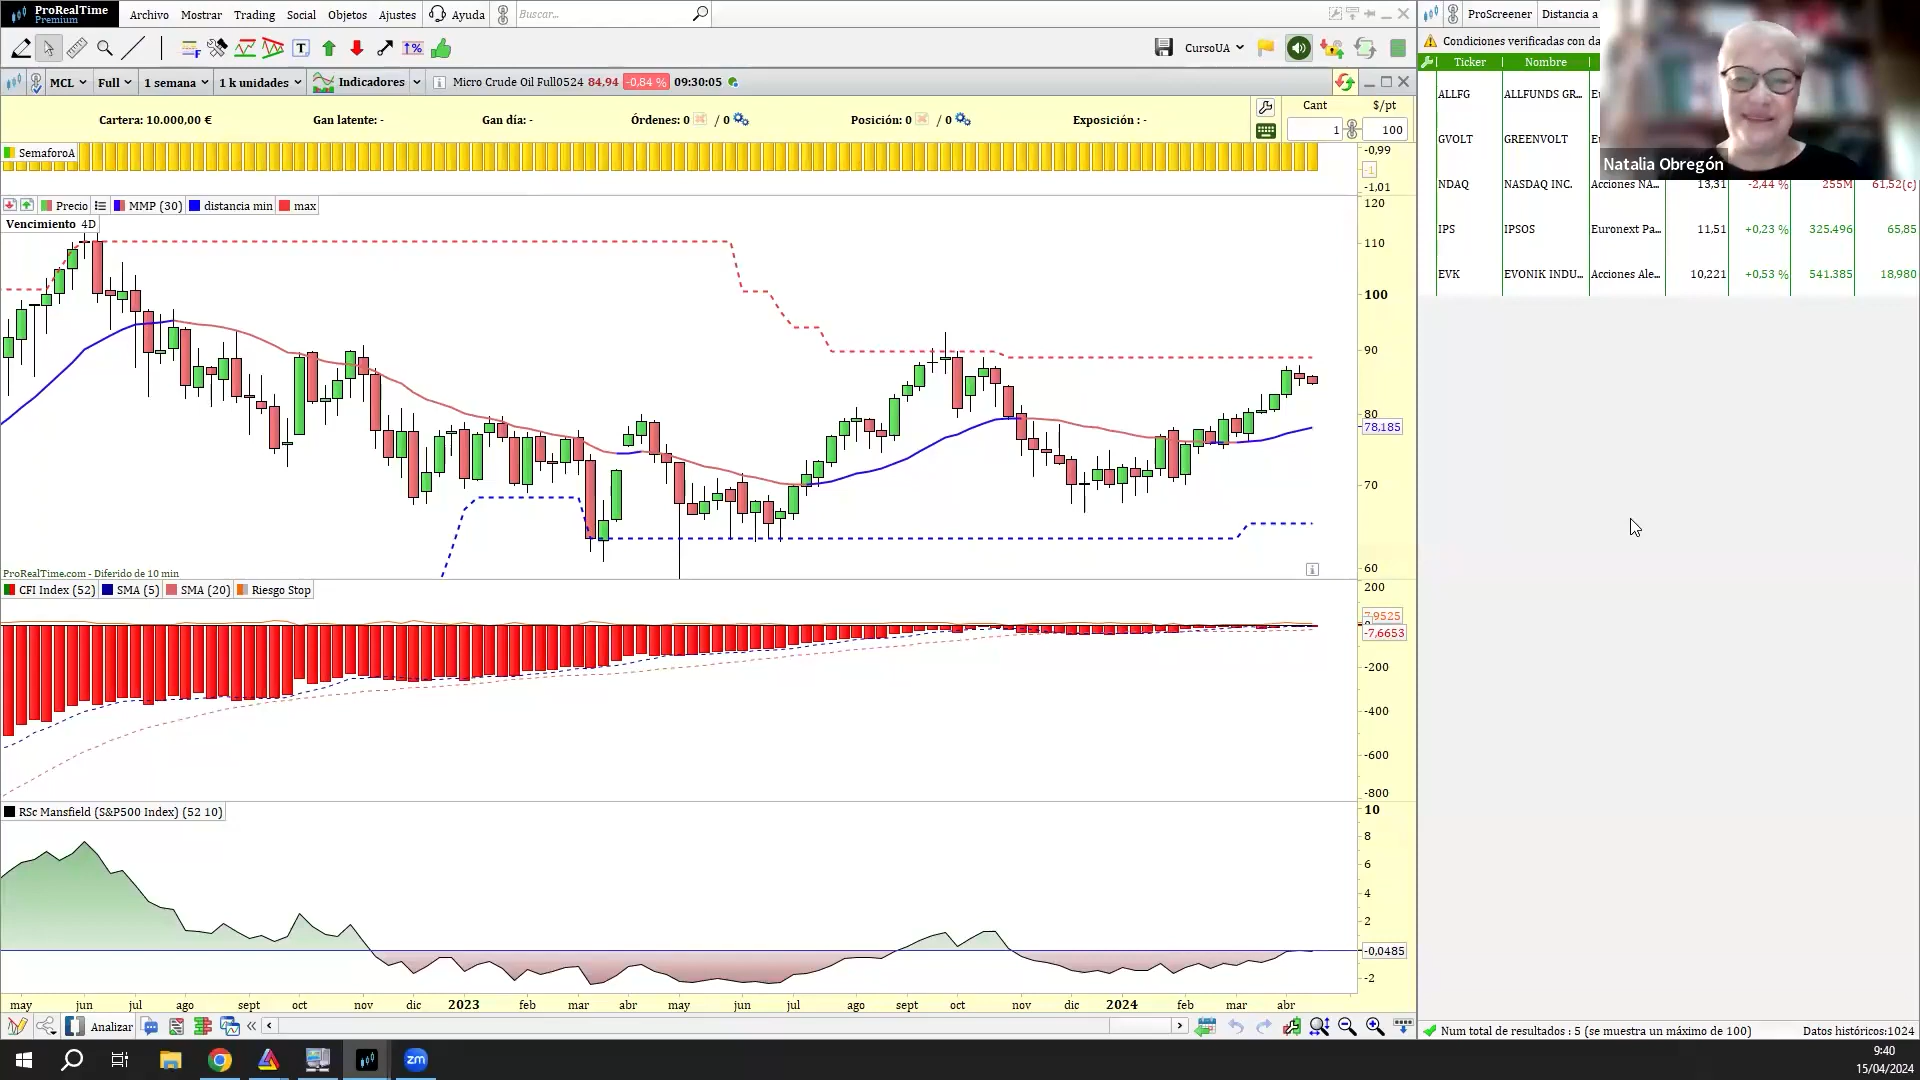 ProRealTime
Premium
Archivo Mostrar Trading Social Objetos Ajustes Ayuda Buscar...
ProScreener Distancia a
CursoUA
Condiciones verificadas con da
Ticker Nombre
MCL Full 1 semana 1 k unidades Indicadores Micro Crude Oil Full0524 84,94 -0,84 % 09:30:05
Cartera: 10.000,00 € Gan latente: - Gan día: - Órdenes: 0 / 0 Posición: 0 / 0 Exposición : -
Cant $/pt
1 100
ALLFG ALLFUNDS GR...
GVOLT GREENVOLT
Natalia Obregón
NDAQ NASDAQ INC. Acciones NA... 13,31 -2,44 % 255M 61,52(c)
IPS IPSOS Euronext Pa... 11,51 +0,23 % 325.496 65,85
EVK EVONIK INDU... Acciones Ale... 10,221 +0,53 % 541.385 18,980
SemaforoA
-0,99
-1
-1,01
Precio MMP (30) distancia min max
Vencimiento 4D
120
110
100
90
80
78,185
70
60
ProRealTime.com - Diferido de 10 min
CFI Index (52) SMA (5) SMA (20) Riesgo Stop
200
7,9525
-7,6653
-200
-400
-600
-800
RSc Mansfield (S&P500 Index) (52 10)
10
8
6
4
2
-0,0485
-2
may jun jul ago sept oct nov dic 2023 feb mar abr may jun jul ago sept oct nov dic 2024 feb mar abr
Analizar
Num total de resultados : 5 (se muestra un máximo de 100) Datos históricos:1024
zm
9:40
15/04/2024